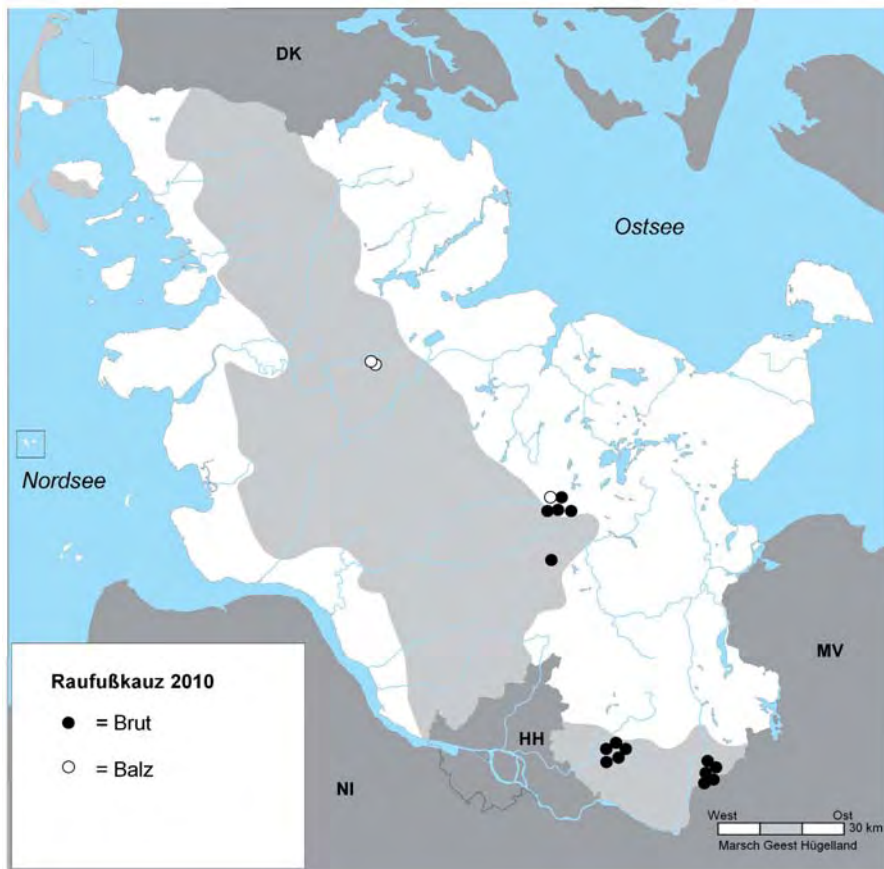 DK
Ostsee
Nordsee
MV
Raufußkauz 2010
= Brut
= Balz
HH
NI
West Ost
30 km
Marsch Geest Hügelland